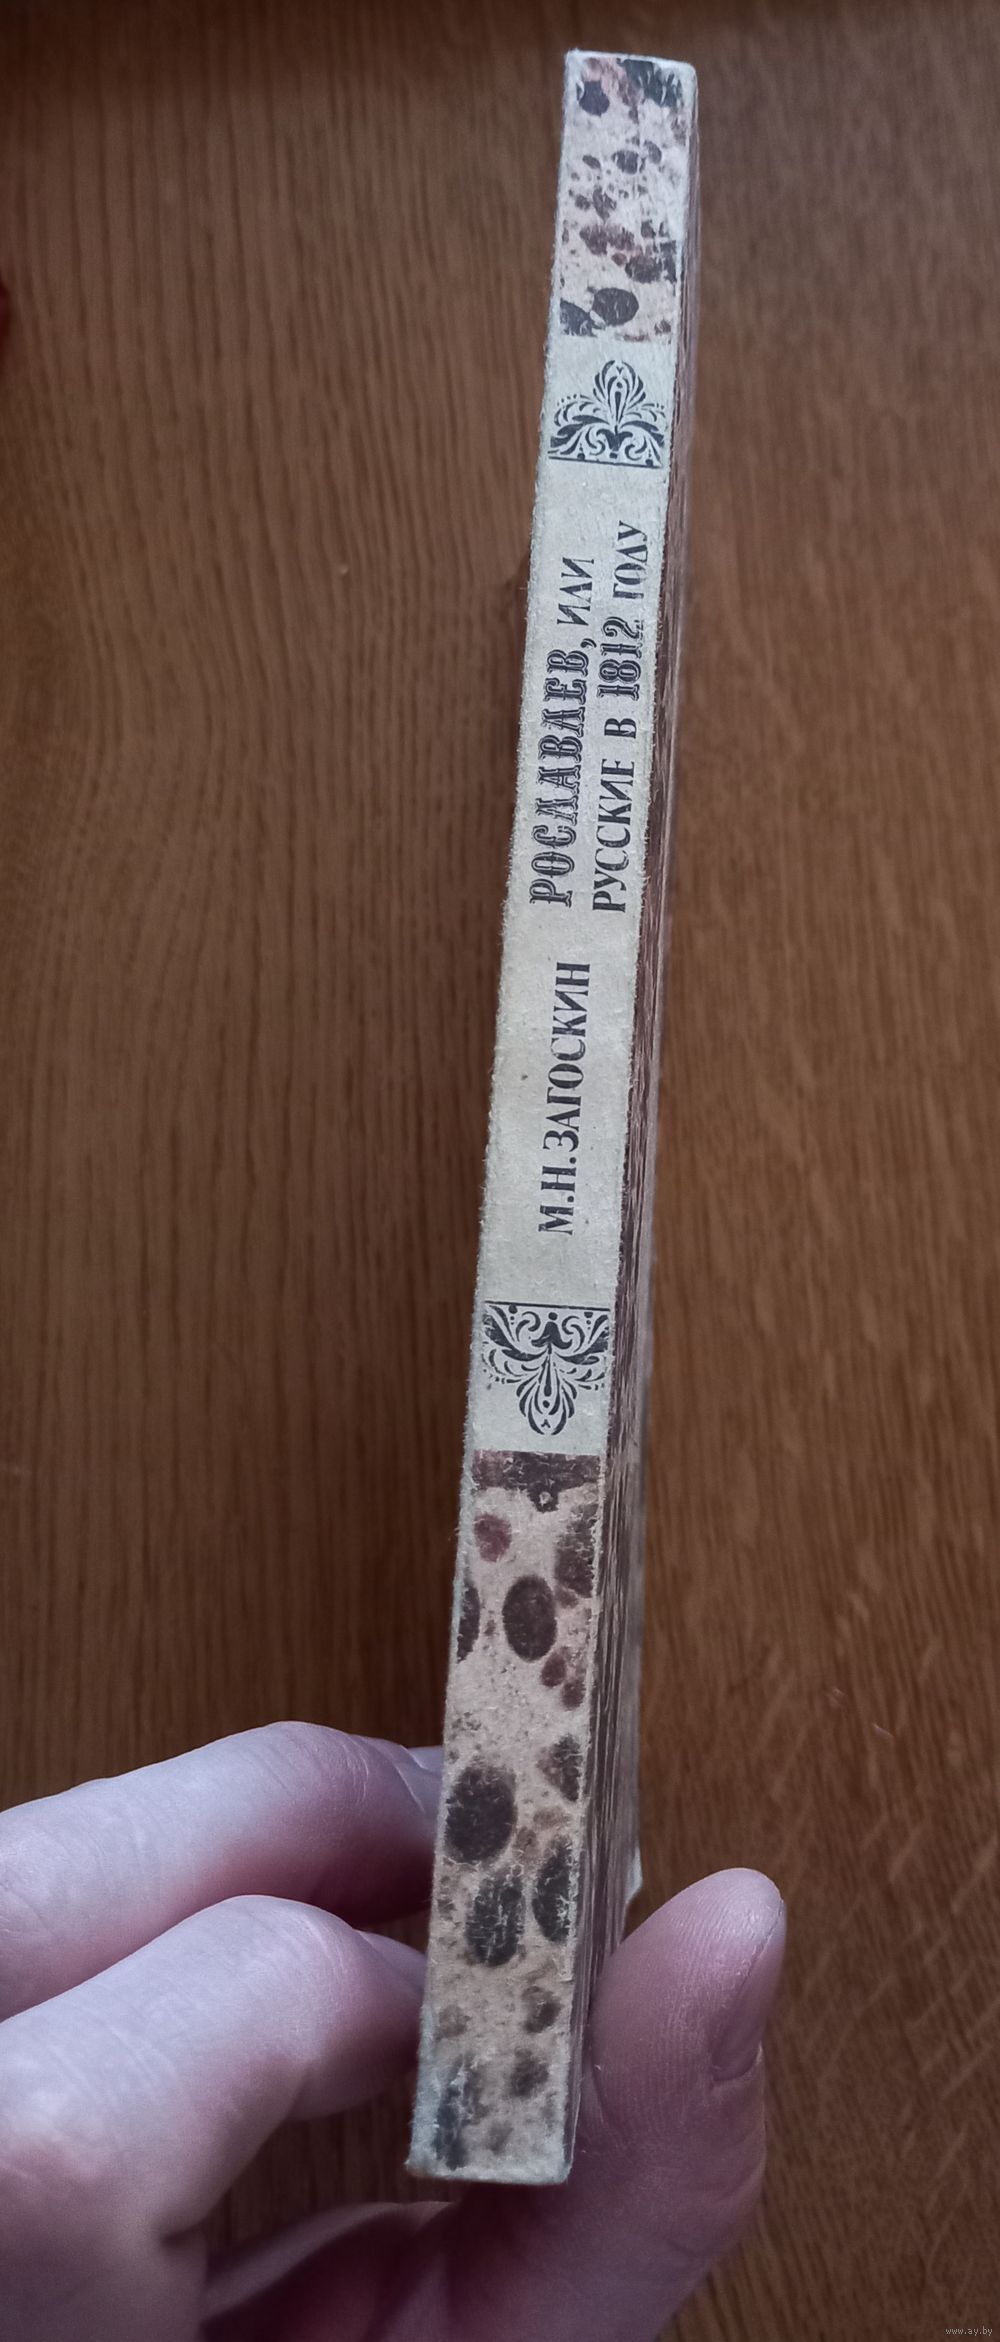 М.Н. ЗАГОСКИН
РОСЛАВЛЕВ, ИЛИ
РУССКИЕ В 1812 ГОДУ
www.ay.by